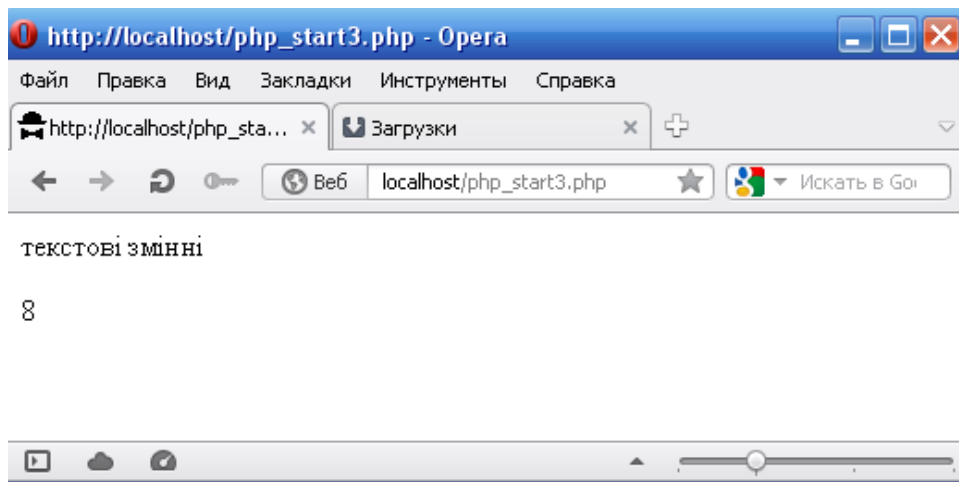 http://localhost/php_start3.php - Opera
Файл Правка Вид Закладки Инструменты Справка
http://localhost/php_sta... Загрузки
Веб localhost/php_start3.php Искать в Go
текстові змінні
8